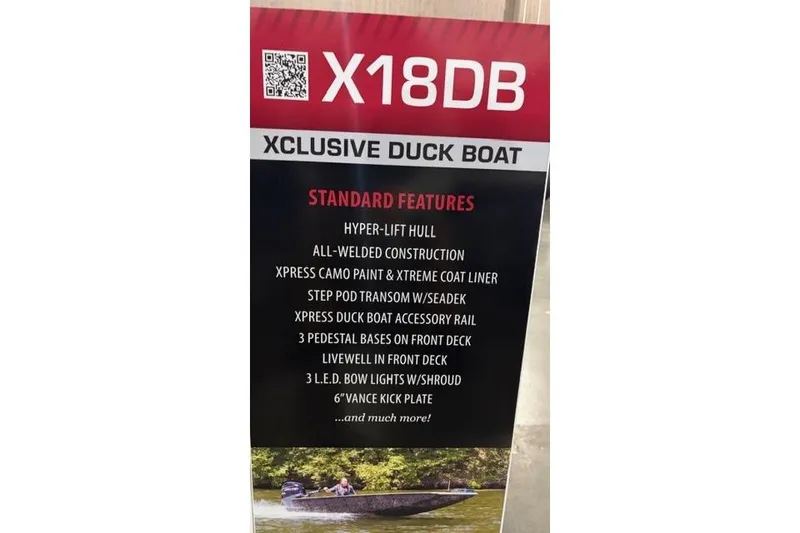 X18DB
XCLUSIVE DUCK BOAT
STANDARD FEATURES
HYPER-LIFT HULL
ALL-WELDED CONSTRUCTION
XPRESS CAMO PAINT & XTREME COAT LINER
STEP POD TRANSOM W/SEADEK
XPRESS DUCK BOAT ACCESSORY RAIL
3 PEDESTAL BASES ON FRONT DECK
LIVEWELL IN FRONT DECK
3 L.E.D. BOW LIGHTS W/SHROUD
6" VANCE KICK PLATE
...and much more!